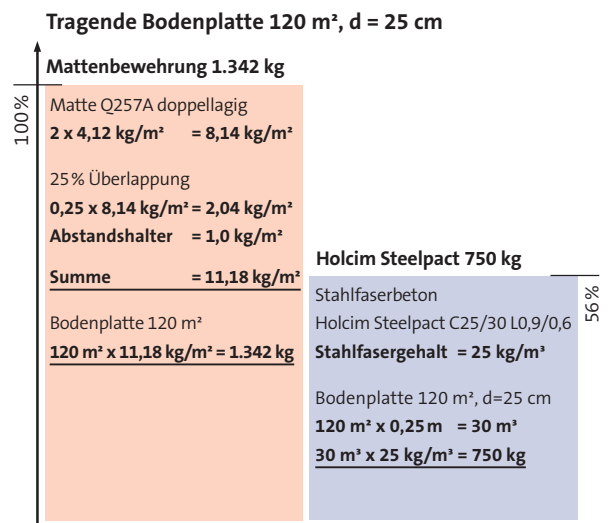 Tragende Bodenplatte 120 m², d = 25 cm
Mattenbewehrung 1.342 kg
100 %
Matte Q257A doppellagig
2 x 4,12 kg/m² = 8,14 kg/m²
25 % Überlappung
0,25 x 8,14 kg/m² = 2,04 kg/m²
Abstandshalter = 1,0 kg/m²
Summe = 11,18 kg/m²
Bodenplatte 120 m²
120 m² x 11,18 kg/m² = 1.342 kg
Holcim Steelpact 750 kg
56 %
Stahlfaserbeton
Holcim Steelpact C25/30 L0,9/0,6
Stahlfasergehalt = 25 kg/m³
Bodenplatte 120 m², d=25 cm
120 m² x 0,25 m = 30 m³
30 m³ x 25 kg/m³ = 750 kg